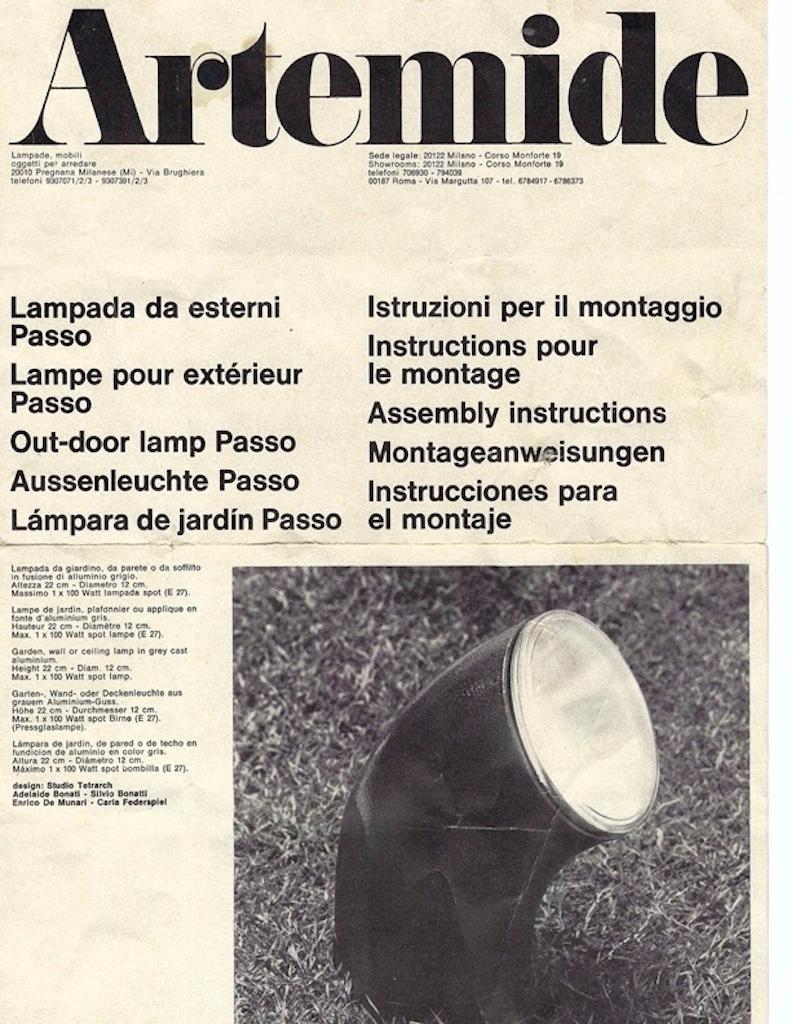 Artemide
Lampade, mobili
oggetti per arredare
20010 Pregnana Milanese (Mi) - Via Brughiera
telefoni 9307071/2/3 - 9307391/2/3
Sede legale: 20122 Milano - Corso Monforte 19
Showrooms: 20122 Milano - Corso Monforte 19
telefoni 706930 - 794039
00187 Roma - Via Margutta 107 - tel. 6784917 - 6786373
Lampada da esterni
Passo
Lampe pour extérieur
Passo
Out-door lamp Passo
Aussenleuchte Passo
Lámpara de jardín Passo
Istruzioni per il montaggio
Instructions pour
le montage
Assembly instructions
Montageanweisungen
Instrucciones para
el montaje
Lampada da giardino, da parete o da soffitto
in fusione di alluminio grigio.
Altezza 22 cm - Diametro 12 cm.
Massimo 1 x 100 Watt lampada spot (E 27).
Lampe de jardin, plafonnier ou applique en
fonte d'aluminium gris.
Hauteur 22 cm - Diamètre 12 cm.
Max. 1 x 100 Watt spot lampe (E 27).
Garden, wall or ceiling lamp in grey cast
aluminium.
Height 22 cm - Diam. 12 cm.
Max. 1 x 100 Watt spot lamp.
Garten-, Wand- oder Deckenleuchte aus
grauem Aluminium-Guss.
Höhe 22 cm - Durchmesser 12 cm.
Max. 1 x 100 Watt spot Birne (E 27).
(Pressglaslampe).
Lámpara de jardín, de pared o de techo en
fundicion de aluminio en color gris.
Altura 22 cm - Diámetro 12 cm.
Máximo 1 x 100 Watt spot bombilla (E 27).
design: Studio Tetrarch
Adelaide Bonati - Silvio Bonatti
Enrico De Munari - Carla Federspiel